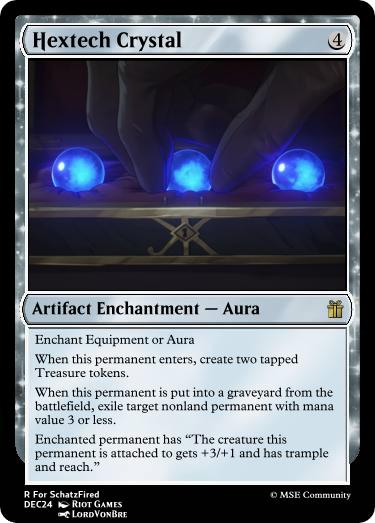 Hextech Crystal 4
Artifact Enchantment — Aura
Enchant Equipment or Aura
When this permanent enters, create two tapped
Treasure tokens.
When this permanent is put into a graveyard from the
battlefield, exile target nonland permanent with mana
value 3 or less.
Enchanted permanent has “The creature this
permanent is attached to gets +3/+1 and has trample
and reach.”
R For SchatzFired
DEC24 Riot Games
LordVonBre
© MSE Community